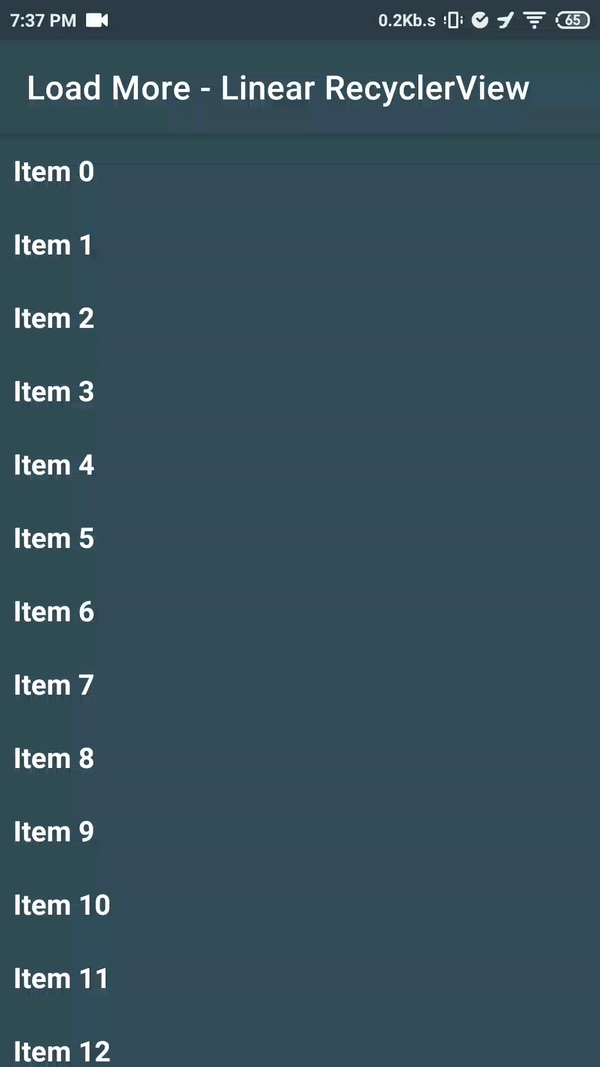 7:37 PM 0.2Kb.s 65
Load More - Linear RecyclerView
Item 0
Item 1
Item 2
Item 3
Item 4
Item 5
Item 6
Item 7
Item 8
Item 9
Item 10
Item 11
Item 12